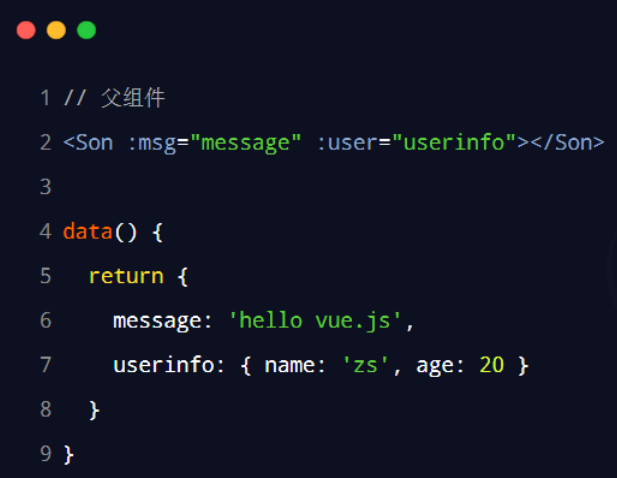 1 // 父组件
2 <Son :msg="message" :user="userinfo"></Son>
3
4 data() {
5   return {
6     message: 'hello vue.js',
7     userinfo: { name: 'zs', age: 20 }
8   }
9 }